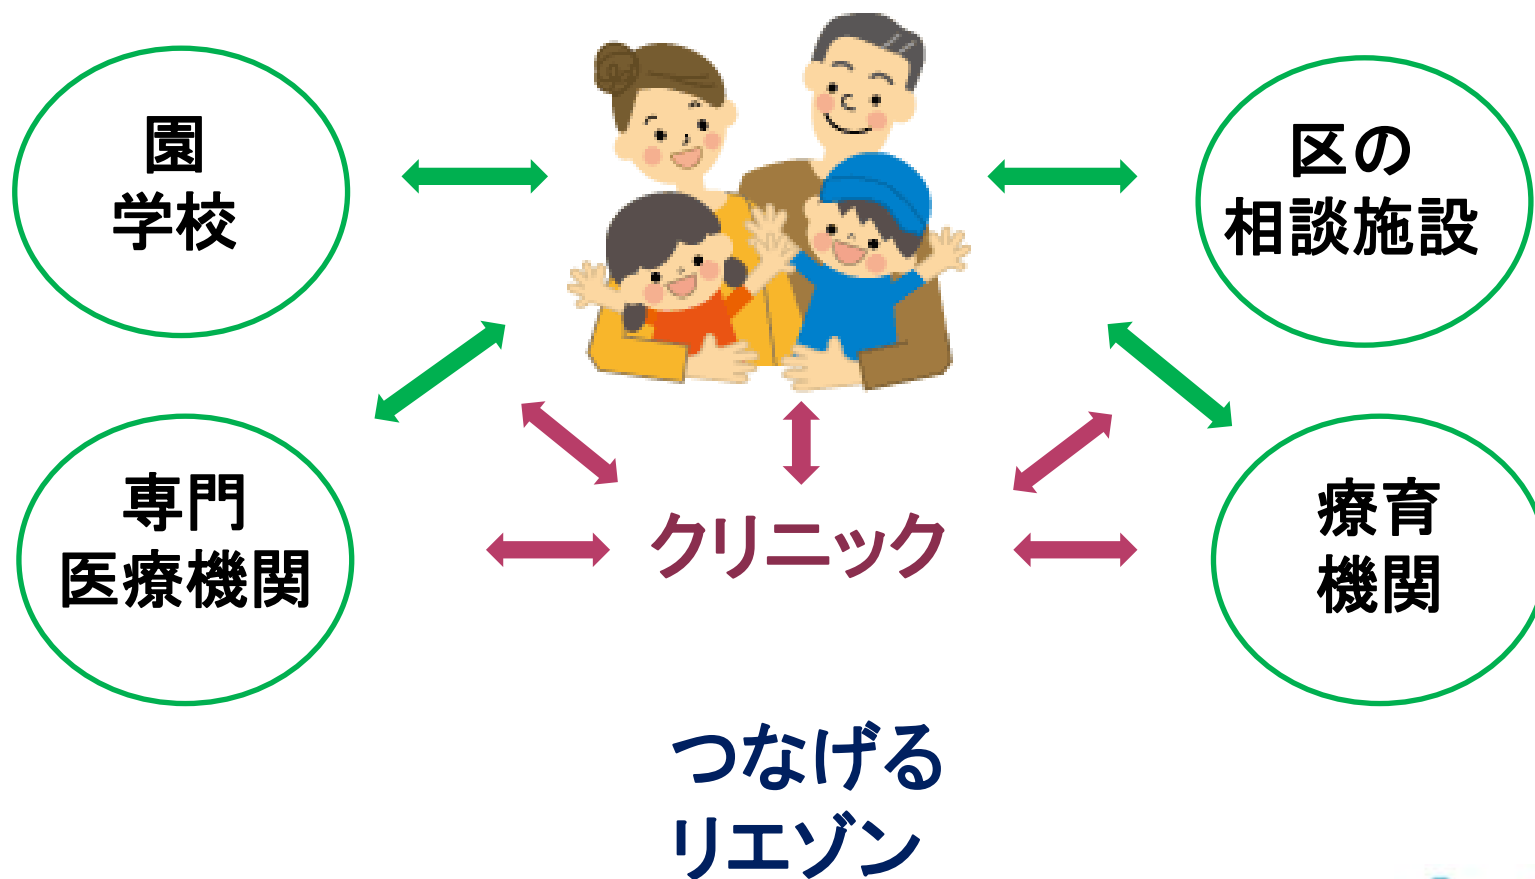 園
学校
区の
相談施設
専門
医療機関
クリニック
療育
機関
つなげる
リエゾン